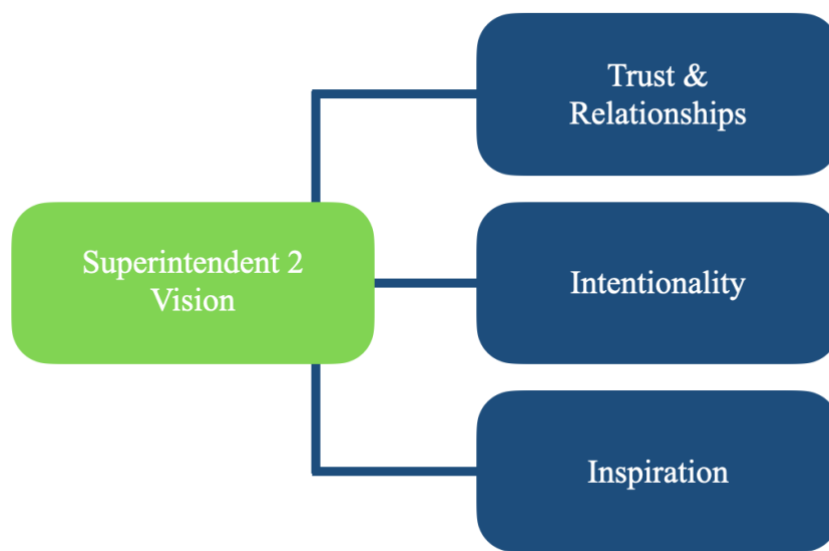 Trust &
Relationships
Superintendent 2
Vision
Intentionality
Inspiration